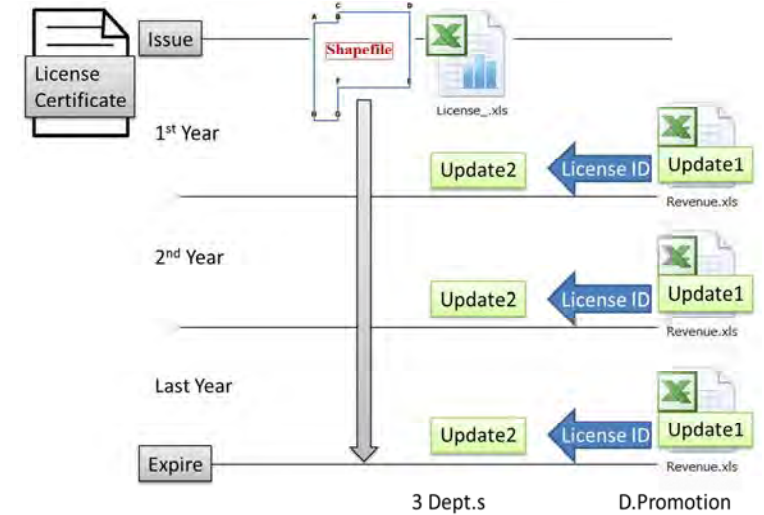 C
D
A
B
Issue
Shapefile
License
Certificate
F
E
License_.xls
H
G
1st Year
Update2
License ID
Update1
Revenue.xls
2nd Year
Update2
License ID
Update1
Revenue.xls
Last Year
Update2
License ID
Update1
Expire
Revenue.xls
3 Dept.s
D.Promotion